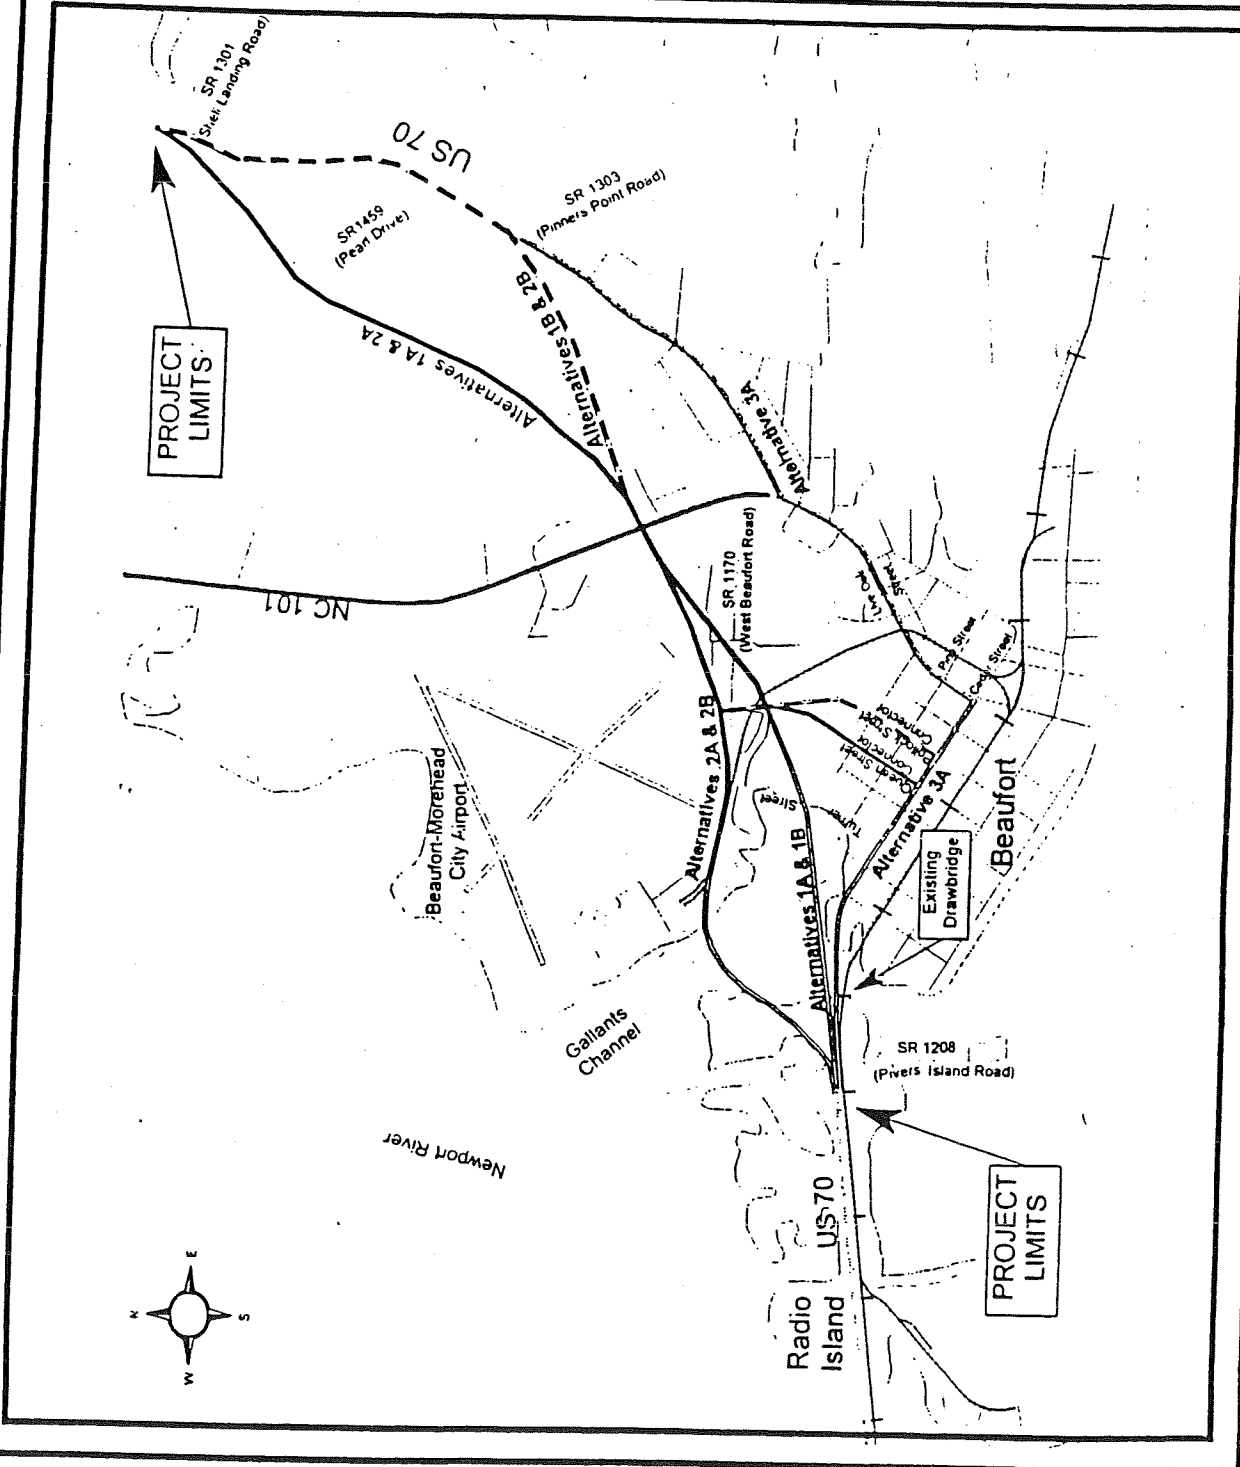 SR 1301
Shell Landing Road)
US 70
SR 1303
(Pinners Point Road)
SR 1459
(Pearl Drive)
PROJECT
LIMITS
Alternatives 1A & 2A
Alternatives 1B & 2B
Alternative 3A
NC 101
SR 1170
(West Beaufort Road)
Live Oak
Street
Pine Street
Cedar Street
Beaufort-Morehead
City Airport
Alternatives 2A & 2B
Turner
Street
Queen Street
Connector
Pollock Street
Connector
Alternatives 1A & 1B
Alternative 3A
Existing
Drawbridge
Beaufort
Gallants
Channel
SR 1208
(Pivers Island Road)
Newport River
US 70
PROJECT
LIMITS
Radio
Island
N
E
S
W